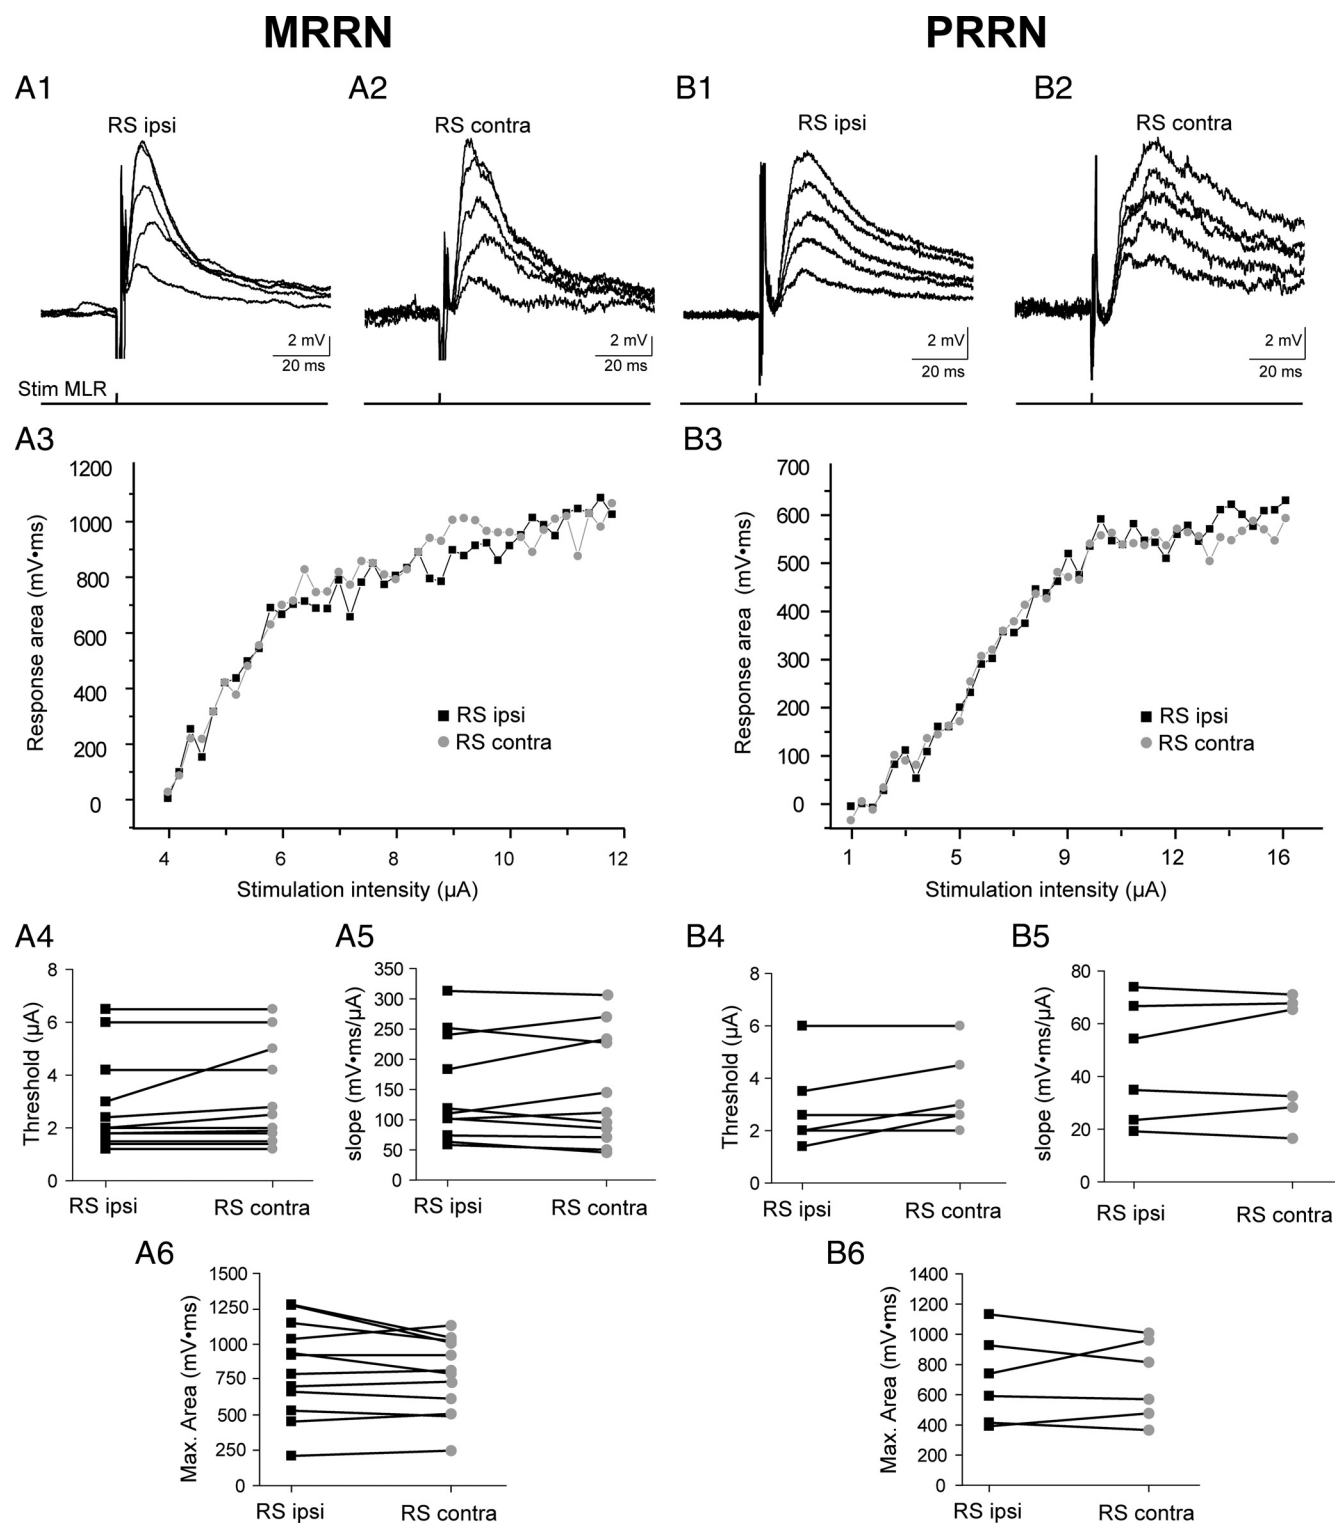 MRRN
PRRN
A1
A2
B1
B2
RS ipsi
RS contra
RS ipsi
RS contra
2 mV
20 ms
2 mV
20 ms
2 mV
20 ms
2 mV
20 ms
Stim MLR
A3
Response area (mV•ms)
1200
1000
800
600
400
200
0
4
6
8
10
12
Stimulation intensity (µA)
RS ipsi
RS contra
B3
Response area (mV•ms)
700
600
500
400
300
200
100
0
1
5
9
12
16
Stimulation intensity (µA)
RS ipsi
RS contra
A4
Threshold (µA)
8
6
4
2
0
RS ipsi
RS contra
A5
slope (mV•ms/µA)
350
300
250
200
150
100
50
0
RS ipsi
RS contra
B4
Threshold (µA)
8
6
4
2
0
RS ipsi
RS contra
B5
slope (mV•ms/µA)
80
60
40
20
0
RS ipsi
RS contra
A6
Max. Area (mV•ms)
1500
1250
1000
750
500
250
0
RS ipsi
RS contra
B6
Max. Area (mV•ms)
1400
1200
1000
800
600
400
200
0
RS ipsi
RS contra